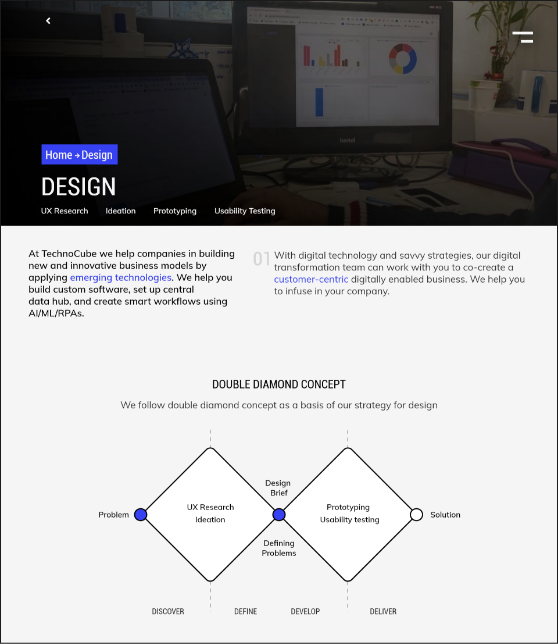 Home → Design
DESIGN
UX Research Ideation Prototyping Usability Testing
At TechnoCube we help companies in building
new and innovative business models by
applying emerging technologies. We help you
build custom software, set up central
data hub, and create smart workflows using
AI/ML/RPAs.
01
With digital technology and savvy strategies, our digital
transformation team can work with you to co-create a
customer-centric digitally enabled business. We help you
to infuse in your company.
DOUBLE DIAMOND CONCEPT
We follow double diamond concept as a basis of our strategy for design
Design
Brief
UX Research
Ideation
Prototyping
Usability testing
Problem
Solution
Defining
Problems
DISCOVER DEFINE DEVELOP DELIVER